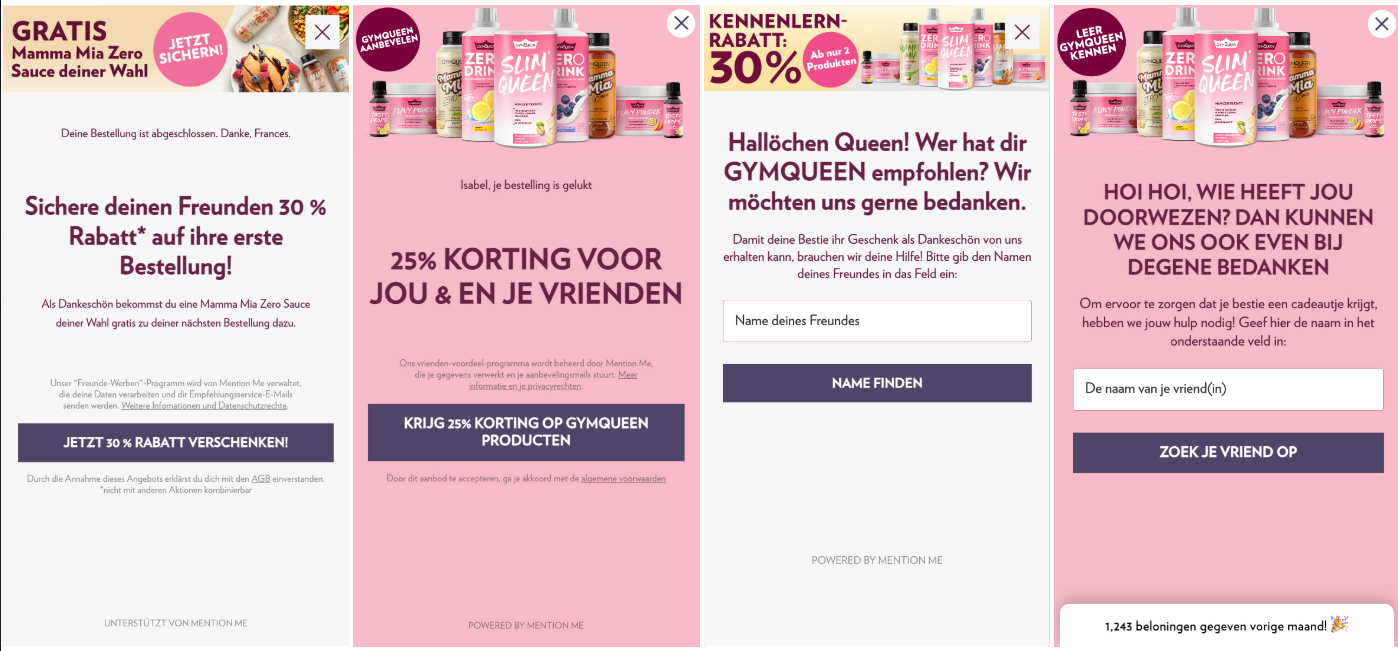 GRATIS
Mamma Mia Zero
Sauce deiner Wahl
JETZT
SICHERN!
Deine Bestellung ist abgeschlossen. Danke, Frances.
Sichere deinen Freunden 30 %
Rabatt* auf ihre erste
Bestellung!
Als Dankeschön bekommst du eine Mamma Mia Zero Sauce
deiner Wahl gratis zu deiner nächsten Bestellung dazu.
Unser "Freunde-Werben"-Programm wird von Mention Me verwaltet,
die deine Daten verarbeiten und dir Empfehlungsservice-E-Mails
senden werden. Weitere Infomationen und Datenschutzrechte.
JETZT 30 % RABATT VERSCHENKEN!
Durch die Annahme dieses Angebots erklärst du dich mit den AGB einverstanden.
*nicht mit anderen Aktionen kombinierbar
UNTERSTÜTZT VON MENTION ME
GYMQUEEN
AANBEVELEN
ZERO
DRINK
SLIM
QUEEN
Mamma
Mia
Isabel, je bestelling is gelukt
25% KORTING VOOR
JOU & EN JE VRIENDEN
Ons vrienden-voordeel-programma wordt beheerd door Mention Me,
die je gegevens verwerkt en je aanbevelingsmails stuurt. Meer
informatie en je privacyrechten.
KRIJG 25% KORTING OP GYMQUEEN
PRODUCTEN
Door dit aanbod te accepteren, ga je akkoord met de algemene voorwaarden
POWERED BY MENTION ME
KENNENLERN-
RABATT:
30%
Ab nur 2
Produkten
SLIM
QUEEN
Hallöchen Queen! Wer hat dir
GYMQUEEN empfohlen? Wir
möchten uns gerne bedanken.
Damit deine Bestie ihr Geschenk als Dankeschön von uns
erhalten kann, brauchen wir deine Hilfe! Bitte gib den Namen
deines Freundes in das Feld ein:
Name deines Freundes
NAME FINDEN
POWERED BY MENTION ME
LEER
GYMQUEEN
KENNEN
SLIM
QUEEN
Mamma
Mia
HOI HOI, WIE HEEFT JOU
DOORWEZEN? DAN KUNNEN
WE ONS OOK EVEN BIJ
DEGENE BEDANKEN
Om ervoor te zorgen dat je bestie een cadeautje krijgt,
hebben we jouw hulp nodig! Geef hier de naam in het
onderstaande veld in:
De naam van je vriend(in)
ZOEK JE VRIEND OP
1,243 beloningen gegeven vorige maand! 🎉